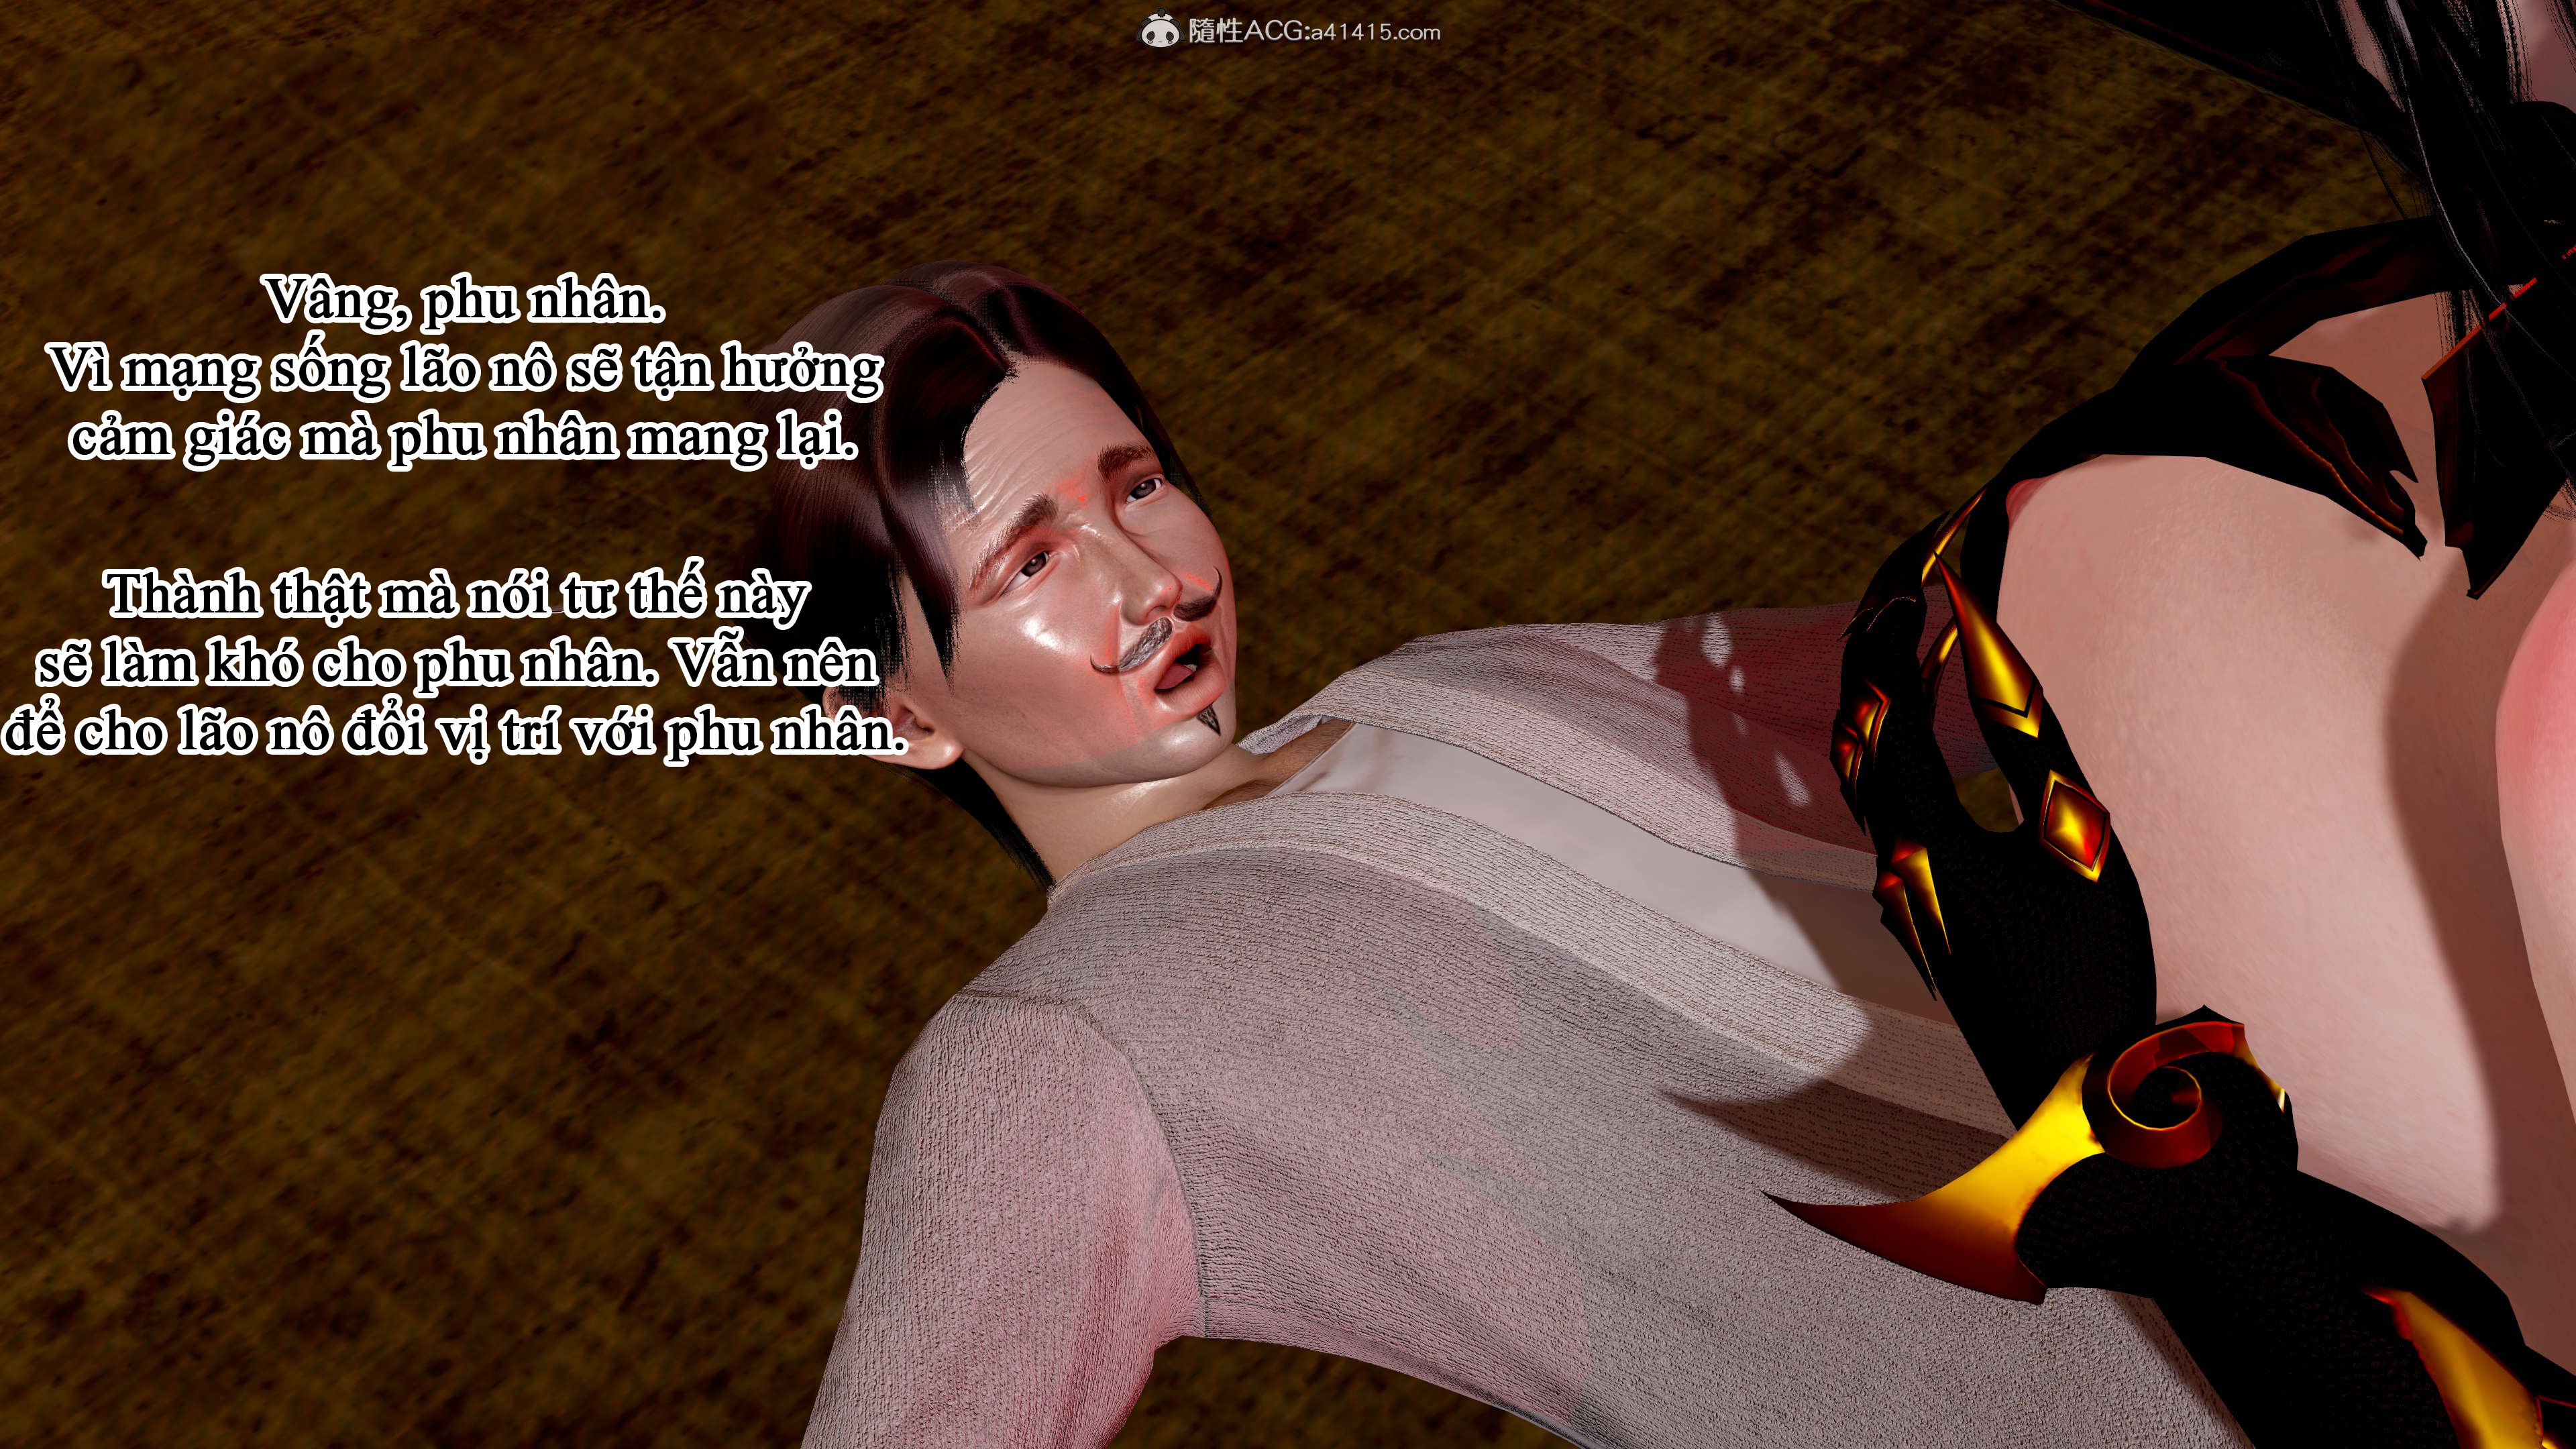 隨性ACG:a41415.com
Vâng, phu nhân.
Vì mạng sống lão nô sẽ tận hưởng
cảm giác mà phu nhân mang lại.
Thành thật mà nói tư thế này
sẽ làm khó cho phu nhân. Vẫn nên
để cho lão nô đổi vị trí với phu nhân.